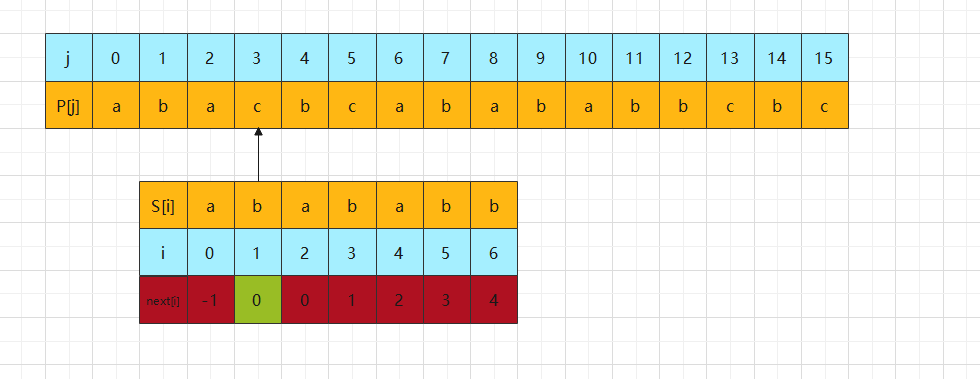 j 0 1 2 3 4 5 6 7 8 9 10 11 12 13 14 15
P[j] a b a c b c a b a b a b b c b c
S[i] a b a b a b b
i 0 1 2 3 4 5 6
next[i] -1 0 0 1 2 3 4